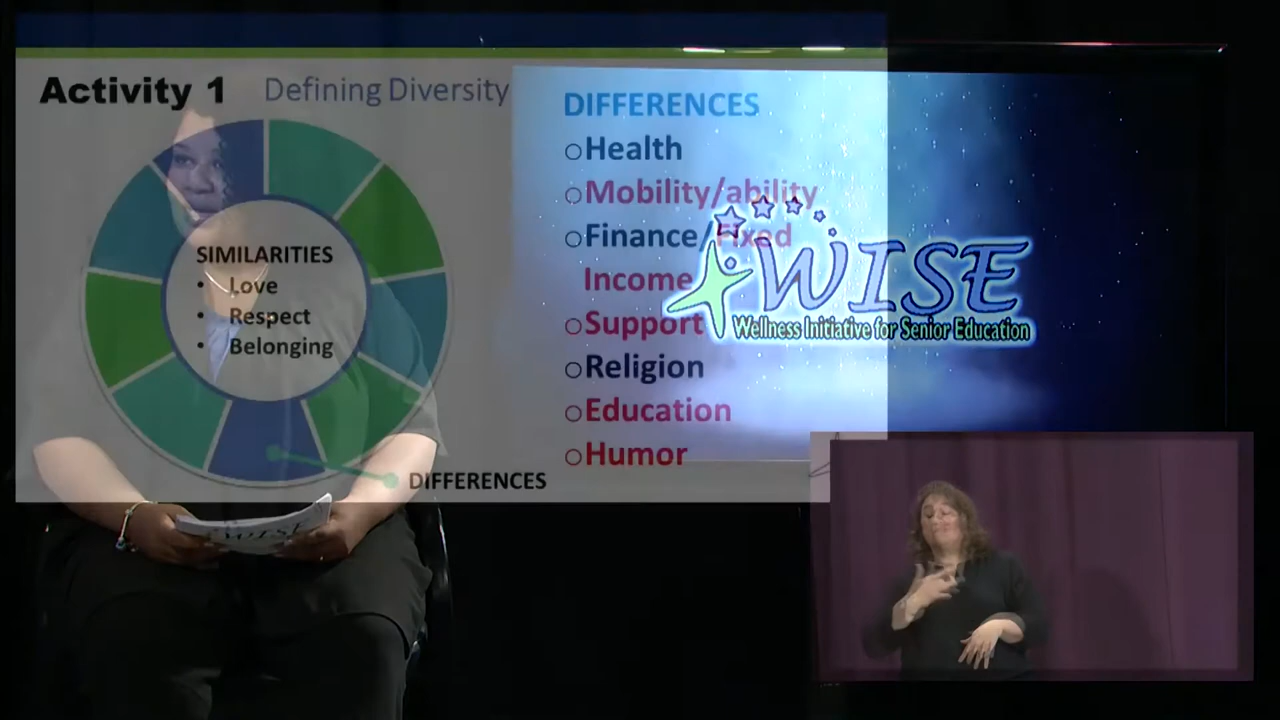 Activity 1 Defining Diversity
SIMILARITIES
• Love
• Respect
• Belonging
DIFFERENCES
DIFFERENCES
○Health
○Mobility/ability
○Finance/Fixed
Income
○Support
○Religion
○Education
○Humor
WISE
Wellness Initiative for Senior Education
WISE